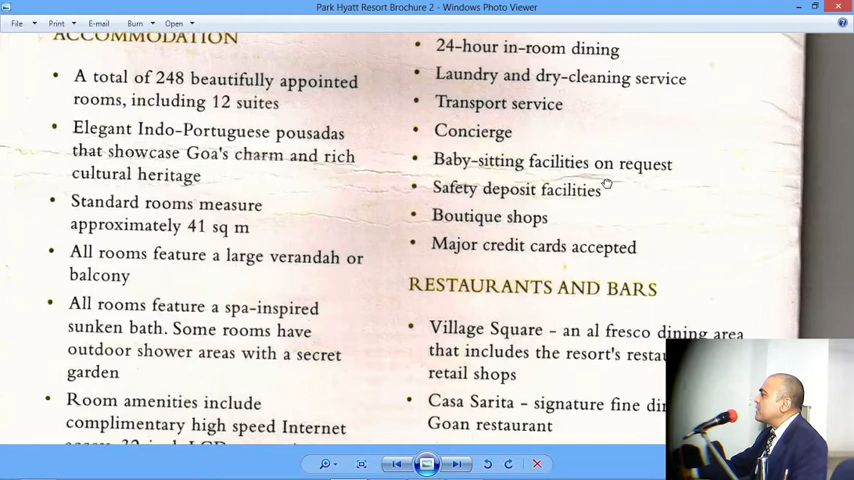 Park Hyatt Resort Brochure 2 - Windows Photo Viewer
File Print E-mail Burn Open
ACCOMMODATION
• A total of 248 beautifully appointed
rooms, including 12 suites
• Elegant Indo-Portuguese pousadas
that showcase Goa's charm and rich
cultural heritage
• Standard rooms measure
approximately 41 sq m
• All rooms feature a large verandah or
balcony
• All rooms feature a spa-inspired
sunken bath. Some rooms have
outdoor shower areas with a secret
garden
• Room amenities include
complimentary high speed Internet
• 24-hour in-room dining
• Laundry and dry-cleaning service
• Transport service
• Concierge
• Baby-sitting facilities on request
• Safety deposit facilities
• Boutique shops
• Major credit cards accepted
RESTAURANTS AND BARS
• Village Square - an al fresco dining area
that includes the resort's
retail shops
• Casa Sarita - signature fine
Goan restaurant